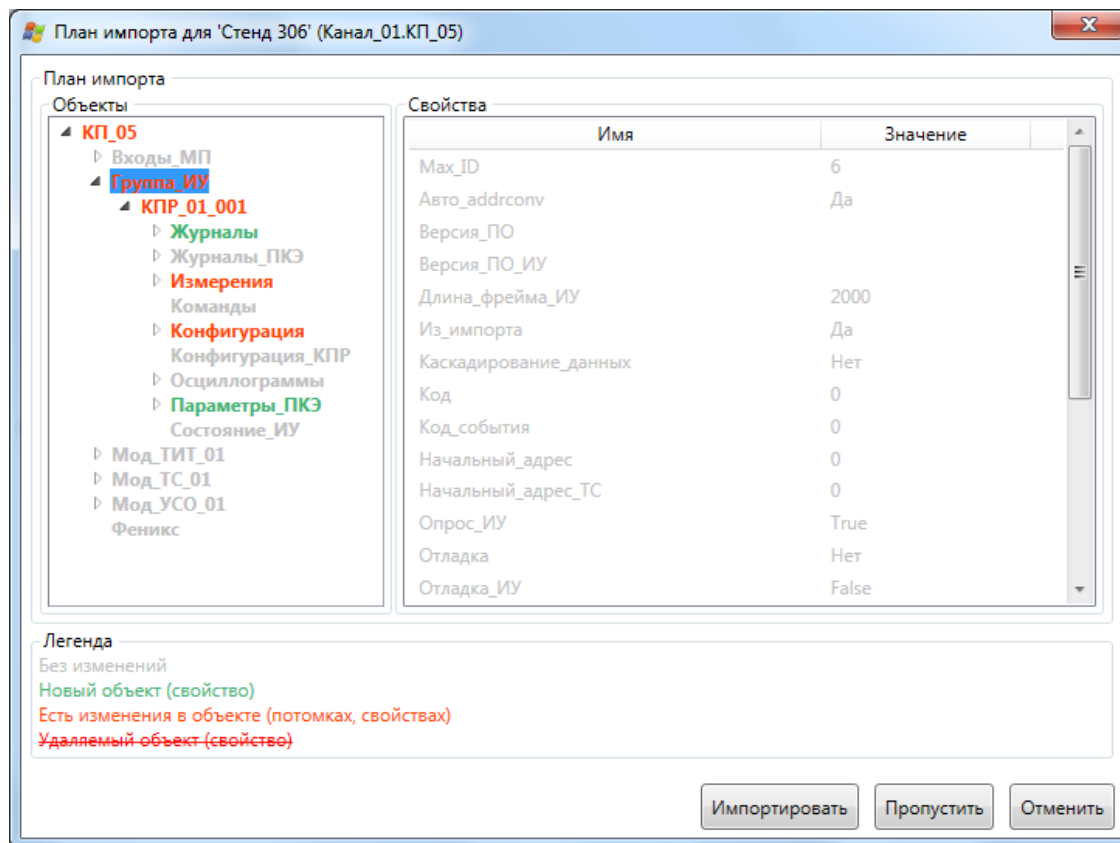 План импорта для 'Стенд 306' (Канал_01.КП_05)
План импорта
Объекты
КП_05
Входы_МП
Группа_ИУ
КПР_01_001
Журналы
Журналы_ПКЭ
Измерения
Команды
Конфигурация
Конфигурация_КПР
Осциллограммы
Параметры_ПКЭ
Состояние_ИУ
Мод_ТИТ_01
Мод_ТС_01
Мод_УСО_01
Феникс
Свойства
Имя Значение
Max_ID 6
Авто_addrconv Да
Версия_ПО
Версия_ПО_ИУ
Длина_фрейма_ИУ 2000
Из_импорта Да
Каскадирование_данных Нет
Код 0
Код_события 0
Начальный_адрес 0
Начальный_адрес_ТС 0
Опрос_ИУ True
Отладка Нет
Отладка_ИУ False
Легенда
Без изменений
Новый объект (свойство)
Есть изменения в объекте (потомках, свойствах)
Удаляемый объект (свойство)
Импортировать Пропустить Отменить